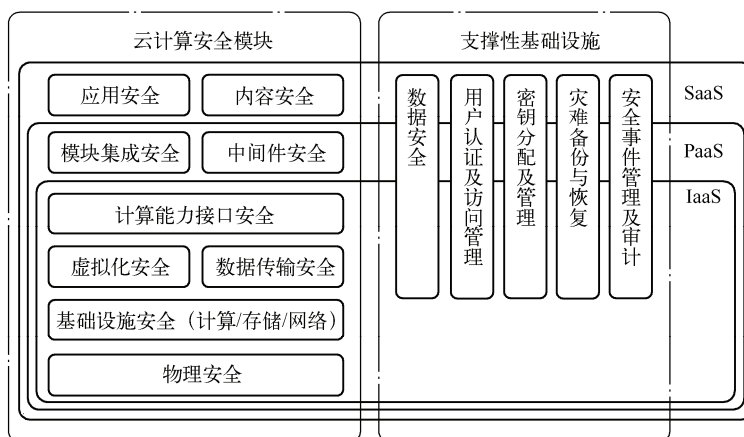 云计算安全模块
支撑性基础设施
应用安全
内容安全
SaaS
模块集成安全
中间件安全
PaaS
计算能力接口安全
IaaS
虚拟化安全
数据传输安全
基础设施安全（计算/存储/网络）
物理安全
数据安全
用户认证及访问管理
密钥分配及管理
灾难备份与恢复
安全事件管理及审计